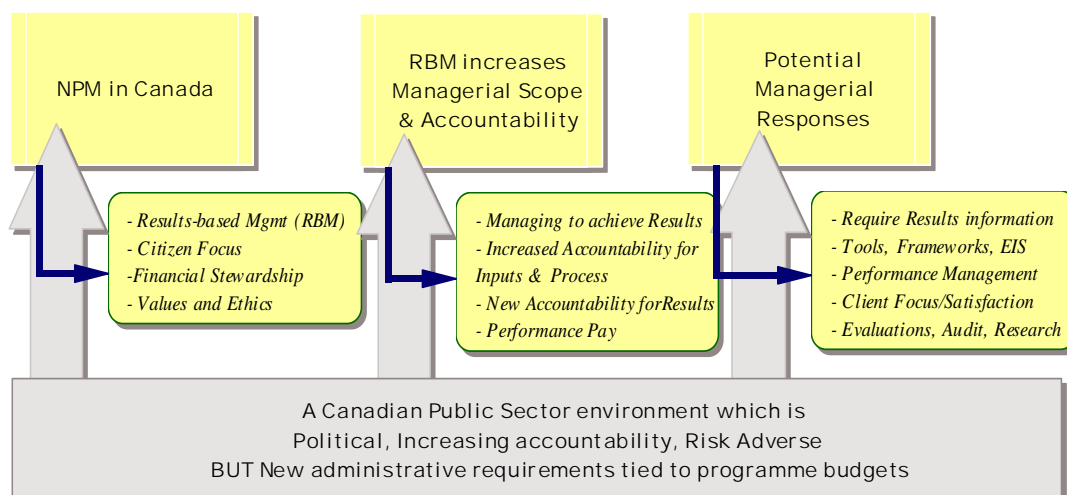 NPM in Canada
- Results-based Mgmt (RBM)
- Citizen Focus
-Financial Stewardship
- Values and Ethics
RBM increases
Managerial Scope
& Accountability
- Managing to achieve Results
- Increased Accountability for
Inputs & Process
- New Accountability forResults
- Performance Pay
Potential
Managerial
Responses
- Require Results information
- Tools, Frameworks, EIS
- Performance Management
- Client Focus/Satisfaction
- Evaluations, Audit, Research
A Canadian Public Sector environment which is
Political, Increasing accountability, Risk Adverse
BUT New administrative requirements tied to programme budgets